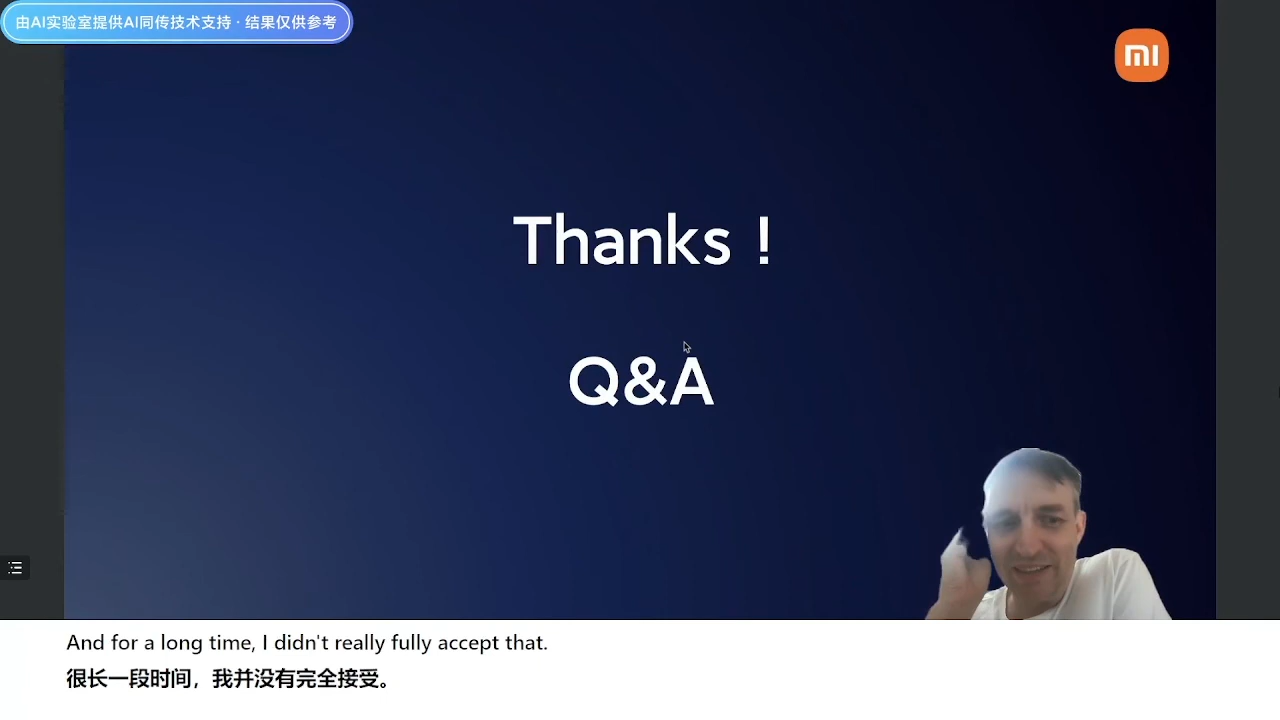 由AI实验室提供AI同传技术支持 · 结果仅供参考
mi
Thanks !
Q&A
And for a long time, I didn't really fully accept that.
很长一段时间，我并没有完全接受。